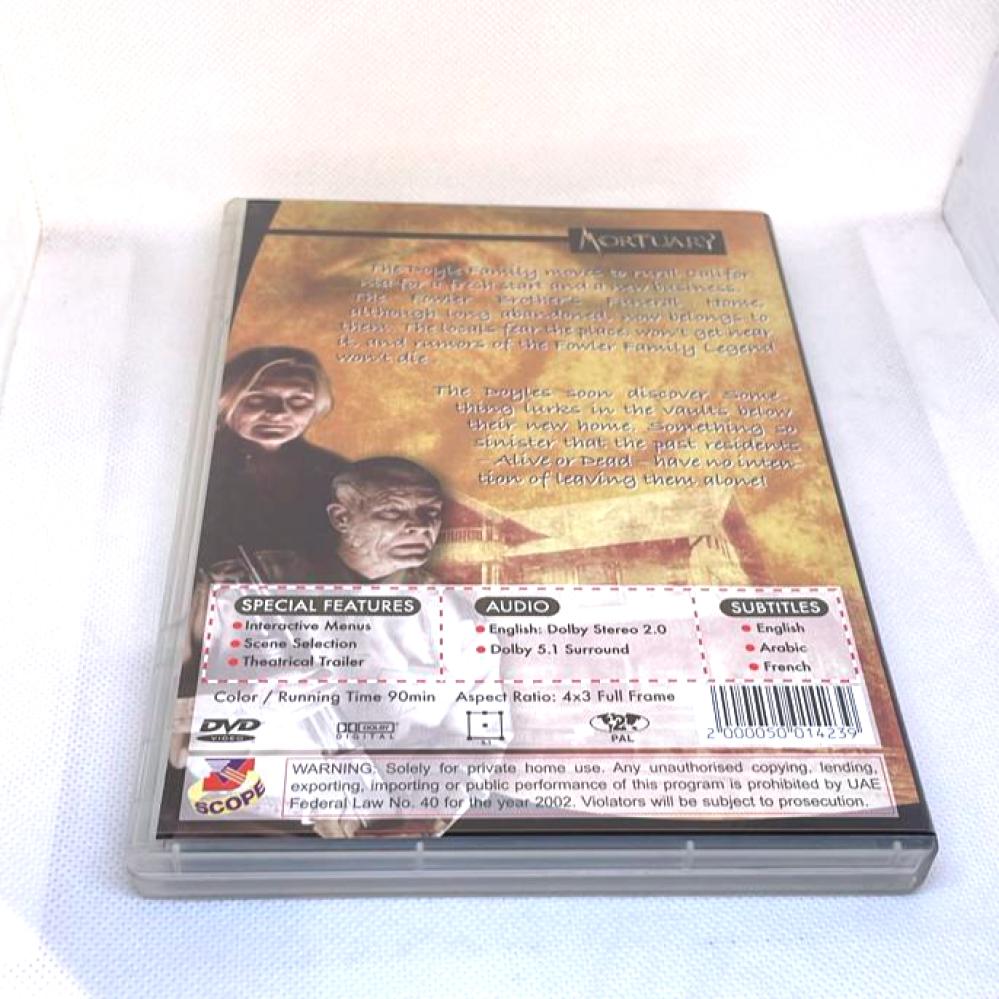 MORTUARY
The Doyle Family moves to rural Califor
nia for a fresh start and a new business.
The Fowler Brothers Funeral Home,
although long abandoned, now belongs to
them. The locals fear the place, won't get near
it, and rumors of the Fowler Family Legend
won't die.
The Doyles soon discover some-
thing lurks in the vaults below
their new home. Something so
sinister that the past residents
- Alive or Dead - have no inten-
tion of leaving them alone!
SPECIAL FEATURES
• Interactive Menus
• Scene Selection
• Theatrical Trailer
AUDIO
• English: Dolby Stereo 2.0
• Dolby 5.1 Surround
SUBTITLES
• English
• Arabic
• French
Color / Running Time 90min Aspect Ratio: 4x3 Full Frame
DVD
VIDEO
DOLBY
DIGITAL
5.1
2
PAL
2 000050 014239
SCOPE
WARNING: Solely for private home use. Any unauthorised copying, lending,
exporting, importing or public performance of this program is prohibited by UAE
Federal Law No. 40 for the year 2002. Violators will be subject to prosecution.